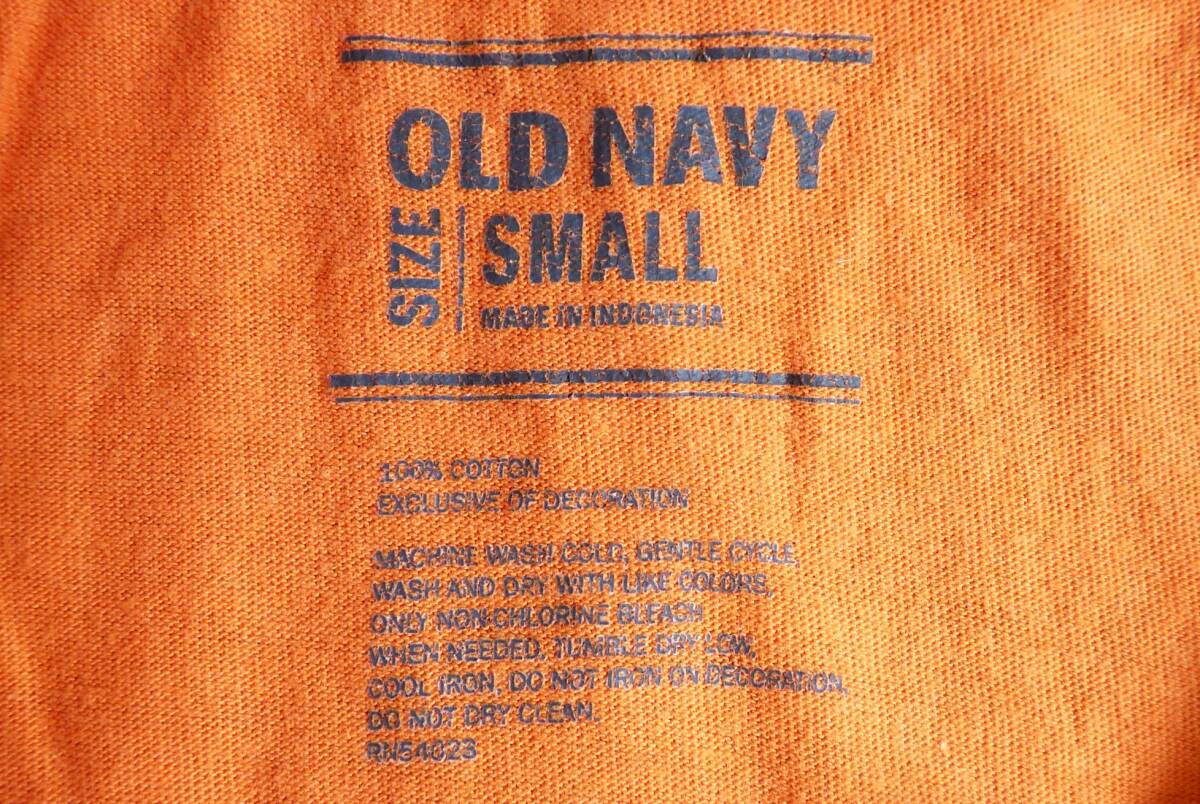 OLD NAVY
SIZE
SMALL
MADE IN INDONESIA
100% COTTON
EXCLUSIVE OF DECORATION
MACHINE WASH COLD, GENTLE CYCLE,
WASH AND DRY WITH LIKE COLORS,
ONLY NON-CHLORINE BLEACH
WHEN NEEDED, TUMBLE DRY LOW,
COOL IRON, DO NOT IRON ON DECORATION,
DO NOT DRY CLEAN.
RN54023